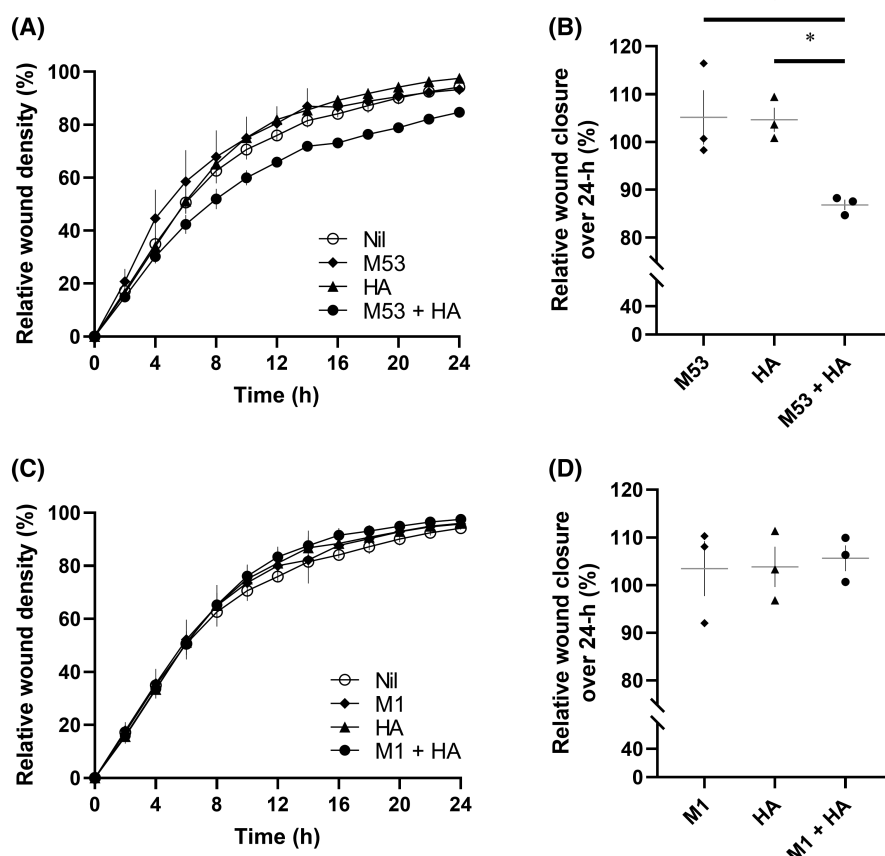 (A)
Relative wound density (%)
100
80
60
40
20
0
0 4 8 12 16 20 24
Time (h)
Nil
M53
HA
M53 + HA
(B)
Relative wound closure
over 24-h (%)
*
120
110
100
90
80
40
0
M53
HA
M53 + HA
(C)
Relative wound density (%)
100
80
60
40
20
0
0 4 8 12 16 20 24
Time (h)
Nil
M1
HA
M1 + HA
(D)
Relative wound closure
over 24-h (%)
120
110
100
90
80
40
0
M1
HA
M1 + HA